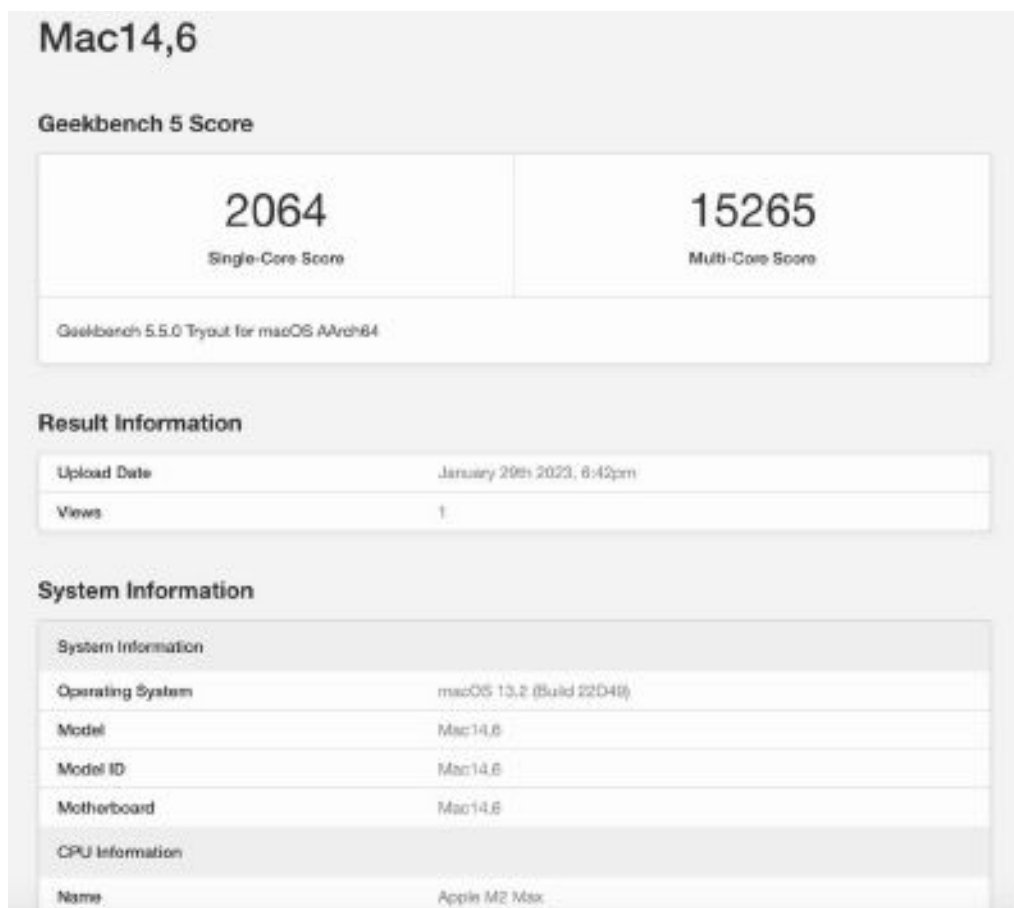 Mac14,6
Geekbench 5 Score
2064
Single-Core Score
15265
Multi-Core Score
Geekbench 5.5.0 Tryout for macOS AArch64
Result Information
Upload Date January 29th 2023, 6:42pm
Views 1
System Information
System Information
Operating System macOS 13.2 (Build 22D49)
Model Mac14,6
Model ID Mac14,6
Motherboard Mac14,6
CPU Information
Name Apple M2 Max